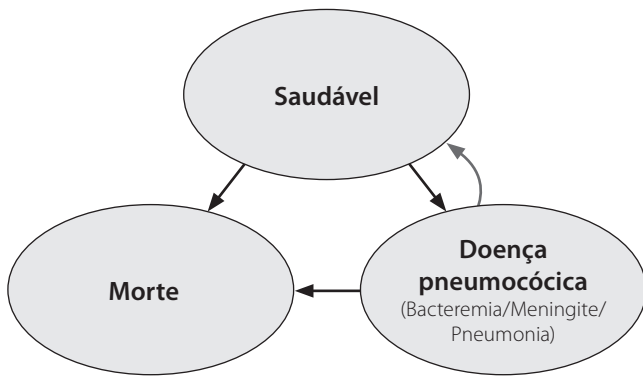 Saudável
Morte
Doença
pneumocócica
(Bacteremia/Meningite/
Pneumonia)